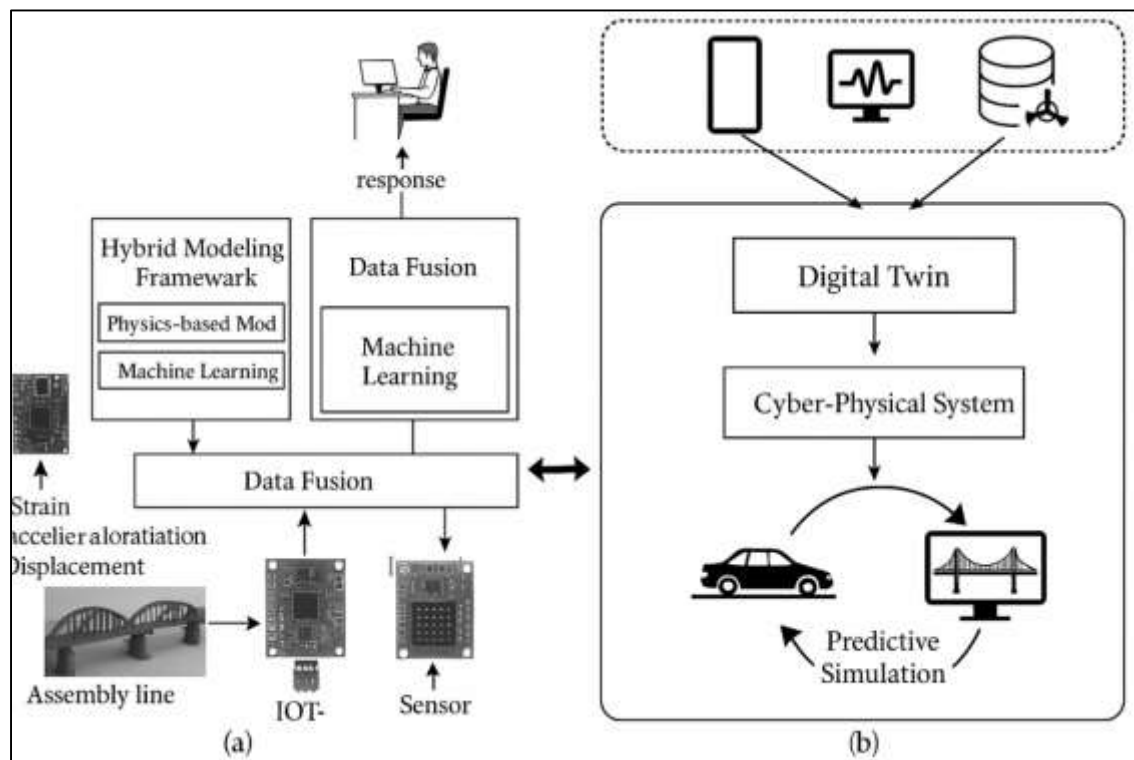 response
Hybrid Modeling
Framewark
Physics-based Mod
Machine Learning
Data Fusion
Machine
Learning
Data Fusion
Strain
accelier aloratiation
Displacement
Assembly line
IOT-
Sensor
(a)
Digital Twin
Cyber-Physical System
Predictive
Simulation
(b)